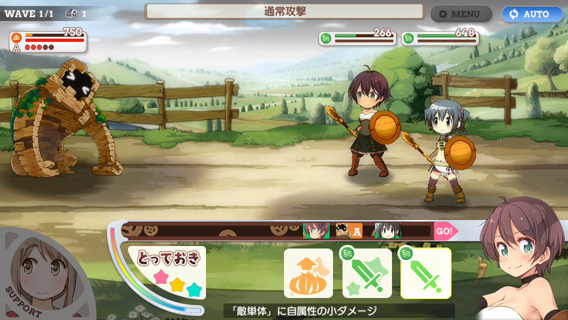 WAVE 1/1
1
通常攻撃
MENU
AUTO
750
A
266
648
A
GO!
とっておき
SUPPORT
「敵単体」に自属性の小ダメージ